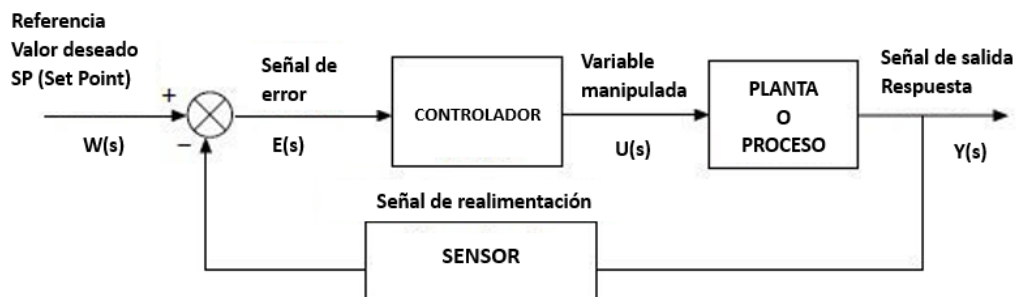 Referencia
Valor deseado
SP (Set Point)
+
−
W(s)
Señal de
error
E(s)
CONTROLADOR
Variable
manipulada
U(s)
PLANTA
O
PROCESO
Señal de salida
Respuesta
Y(s)
Señal de realimentación
SENSOR